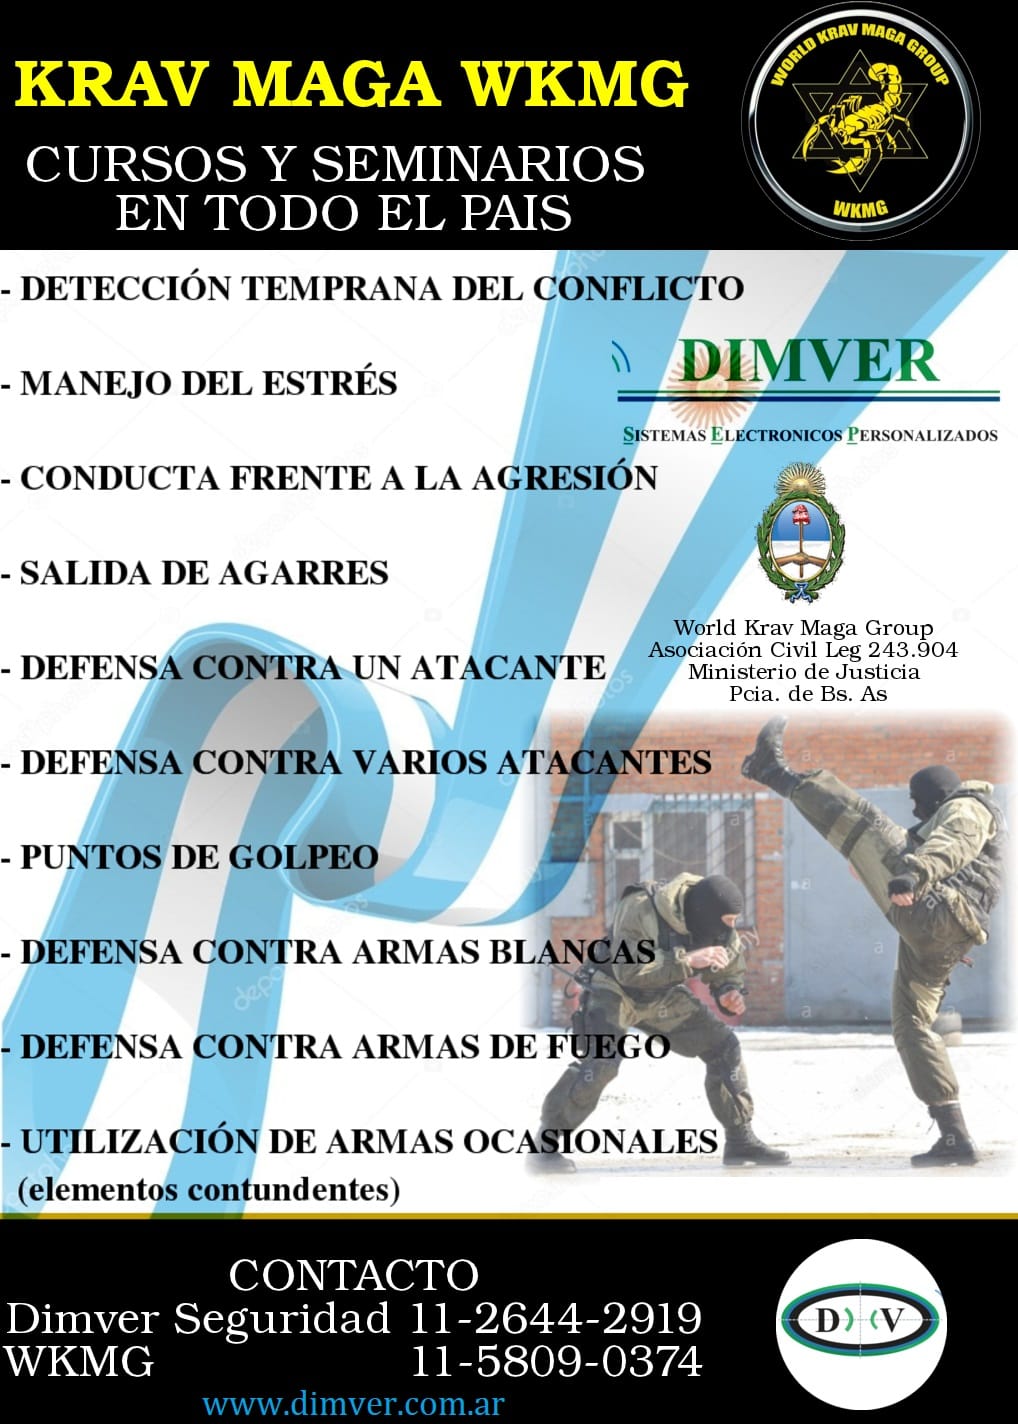 KRAV MAGA WKMG
CURSOS Y SEMINARIOS
EN TODO EL PAIS
WORLD KRAV MAGA GROUP
WKMG
- DETECCIÓN TEMPRANA DEL CONFLICTO
- MANEJO DEL ESTRÉS
- CONDUCTA FRENTE A LA AGRESIÓN
- SALIDA DE AGARRES
- DEFENSA CONTRA UN ATACANTE
- DEFENSA CONTRA VARIOS ATACANTES
- PUNTOS DE GOLPEO
- DEFENSA CONTRA ARMAS BLANCAS
- DEFENSA CONTRA ARMAS DE FUEGO
- UTILIZACIÓN DE ARMAS OCASIONALES
(elementos contundentes)
DIMVER
SISTEMAS ELECTRONICOS PERSONALIZADOS
World Krav Maga Group
Asociación Civil Leg 243.904
Ministerio de Justicia
Pcia. de Bs. As
depositphotos
alamy
CONTACTO
Dimver Seguridad 11-2644-2919
WKMG 11-5809-0374
www.dimver.com.ar
D V